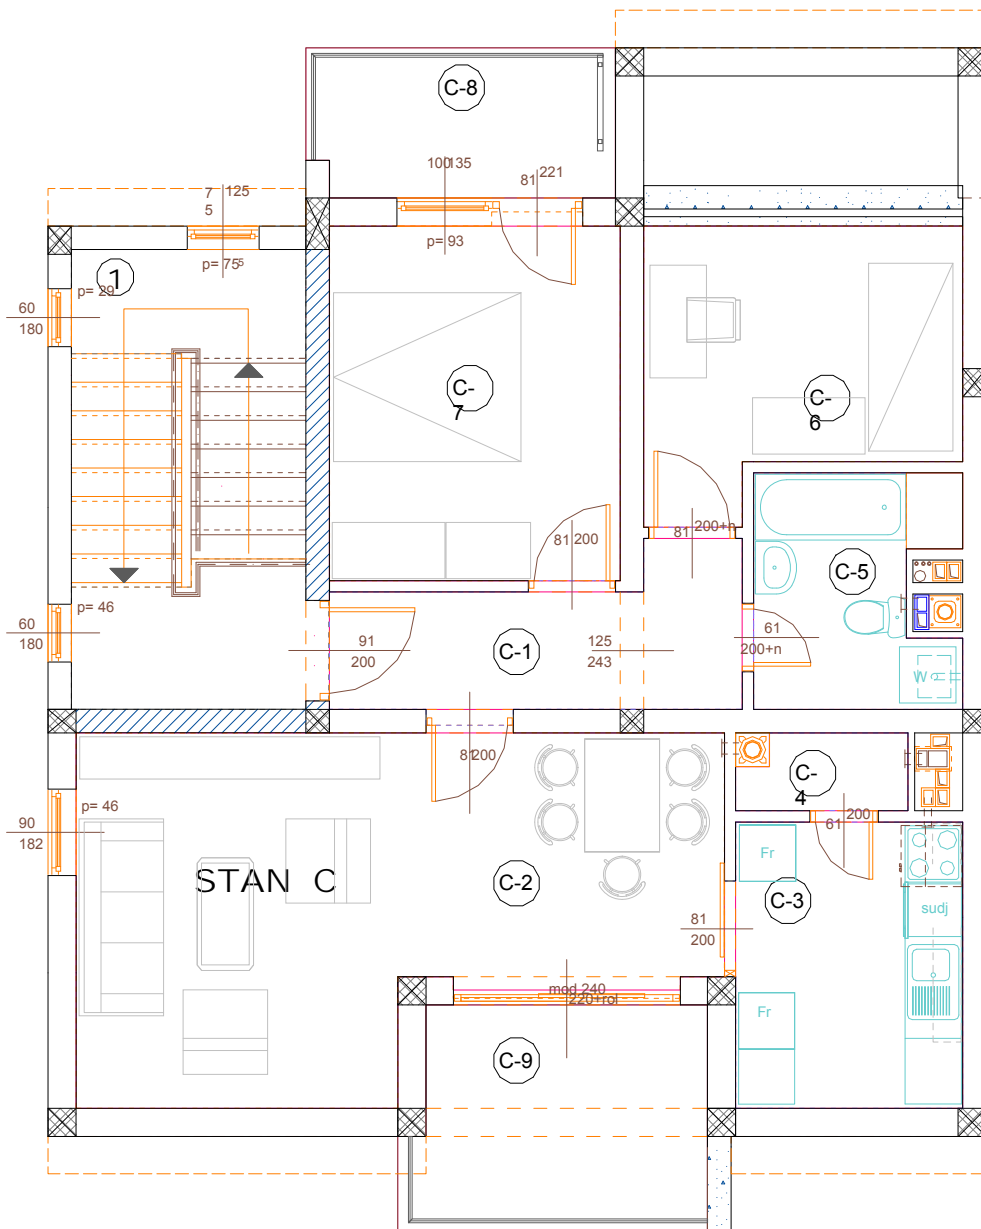 C-8
100
135
81
221
7
5
125
p= 93
p= 75⁵
1
p= 29
60
180
C-
7
C-
6
81
200
81
200+n
C-5
p= 46
60
180
91
200
C-1
125
243
61
200+n
W
81
200
C-
4
p= 46
90
182
200
61
Fr
STAN C
C-2
C-3
sudj
81
200
mod 240
220+rol
Fr
C-9